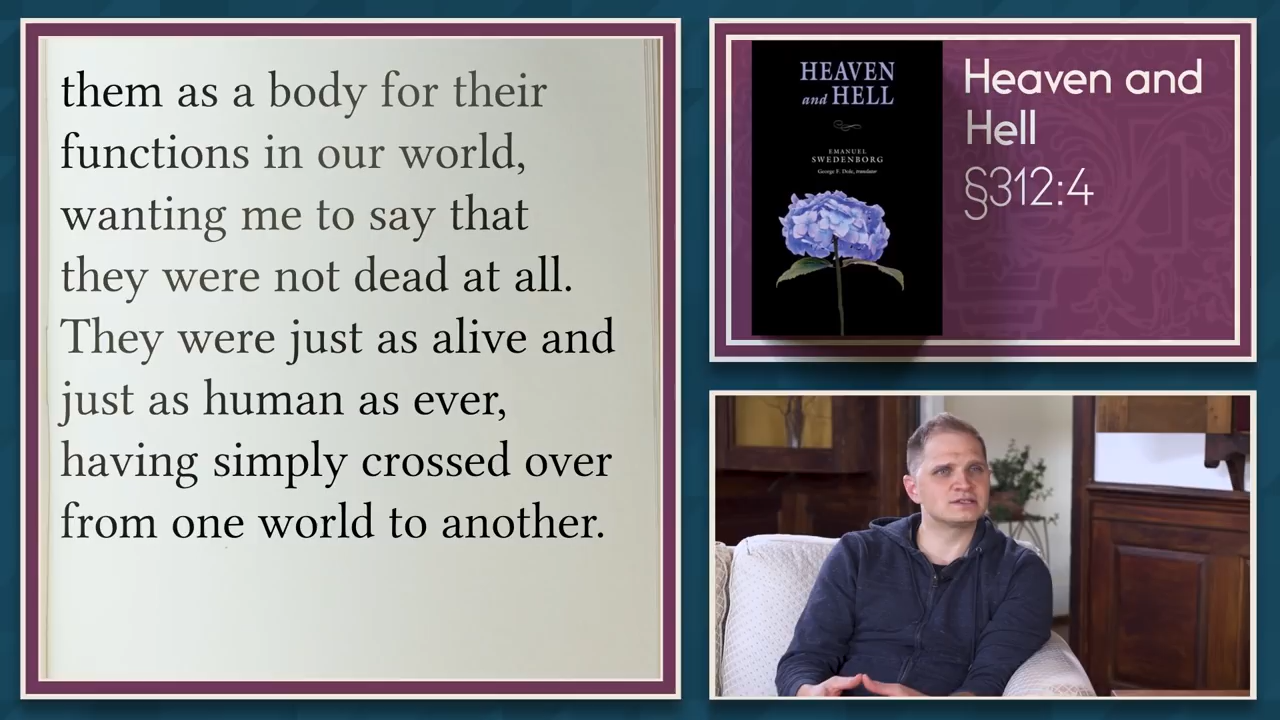 them as a body for their
functions in our world,
wanting me to say that
they were not dead at all.
They were just as alive and
just as human as ever,
having simply crossed over
from one world to another.
HEAVEN
and HELL
EMANUEL
SWEDENBORG
George F. Dole, translator
Heaven and
Hell
§312:4